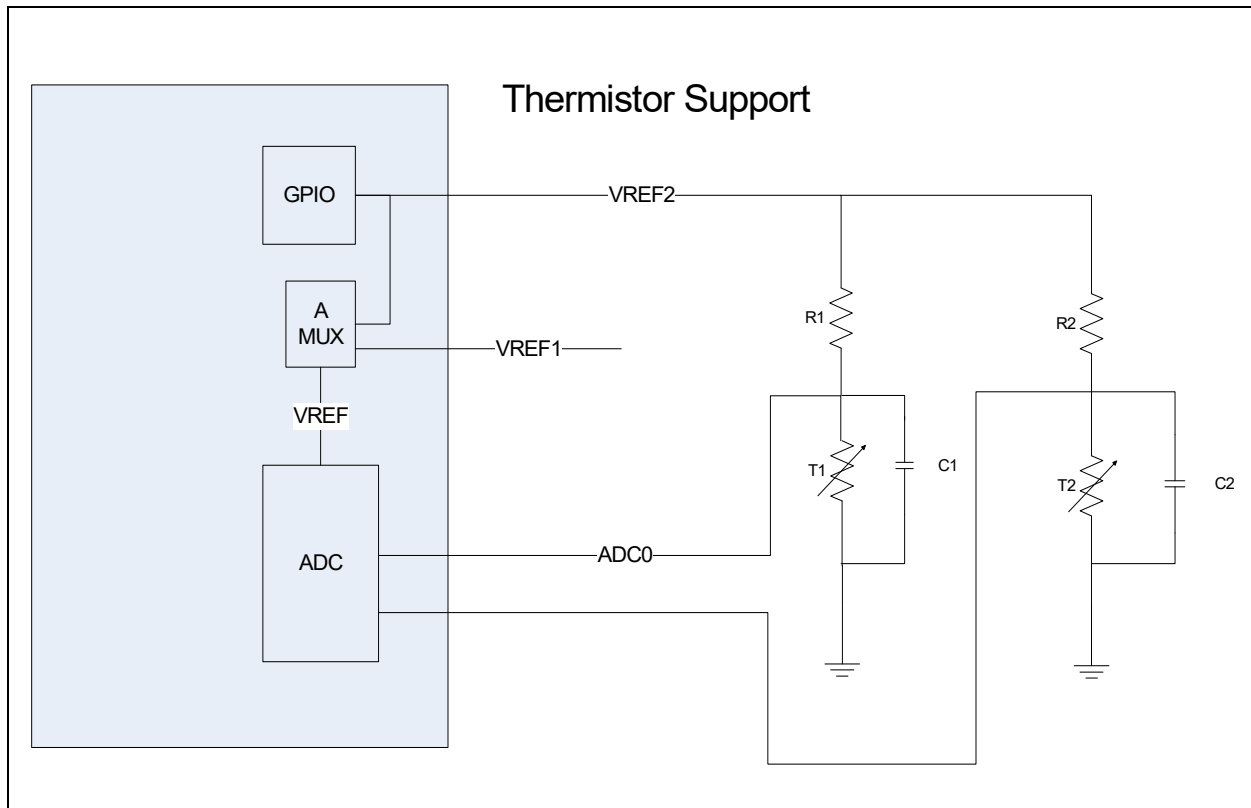 Thermistor Support
GPIO
VREF2
A
MUX
R1
R2
VREF1
VREF
T1
C1
T2
C2
ADC
ADC0